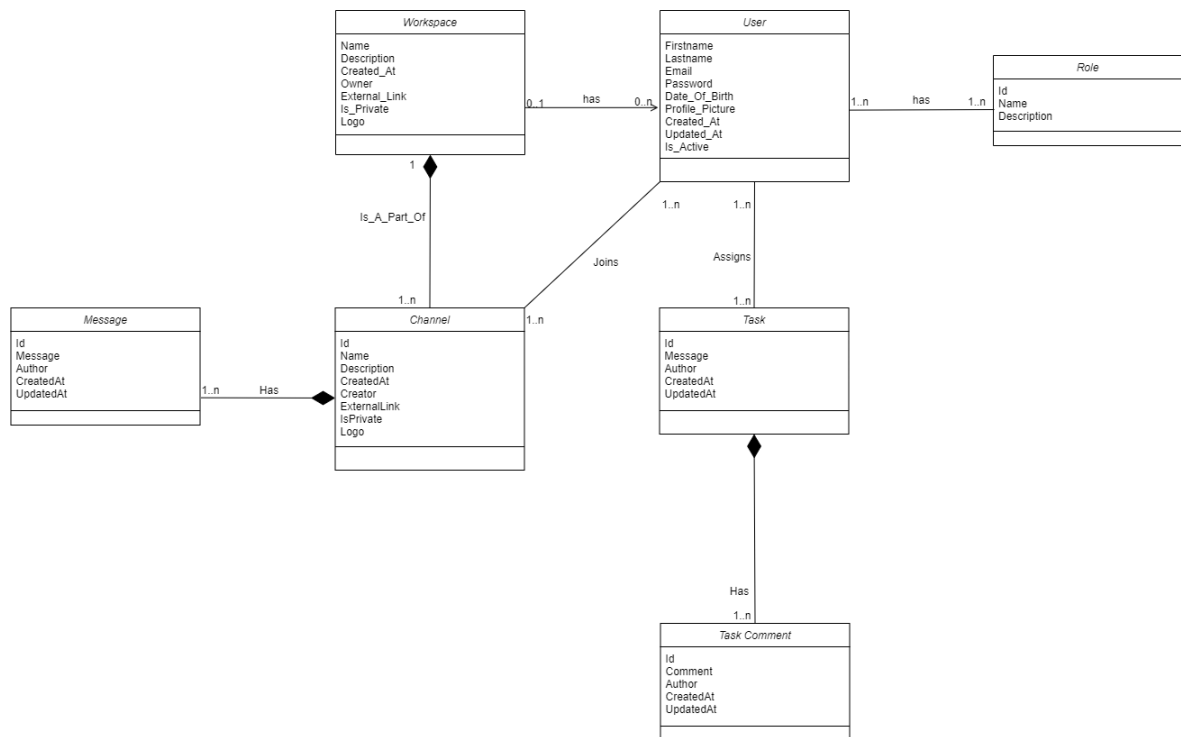 Workspace
Name
Description
Created_At
Owner
External_Link
Is_Private
Logo
0..1
has
0..n
User
Firstname
Lastname
Email
Password
Date_Of_Birth
Profile_Picture
Created_At
Updated_At
Is_Active
1..n
has
1..n
Role
Id
Name
Description
1
Is_A_Part_Of
1..n
1..n
Joins
1..n
1..n
Assigns
1..n
Message
Id
Message
Author
CreatedAt
UpdatedAt
1..n
Has
Channel
Id
Name
Description
CreatedAt
Creator
ExternalLink
IsPrivate
Logo
Task
Id
Message
Author
CreatedAt
UpdatedAt
Has
1..n
Task Comment
Id
Comment
Author
CreatedAt
UpdatedAt